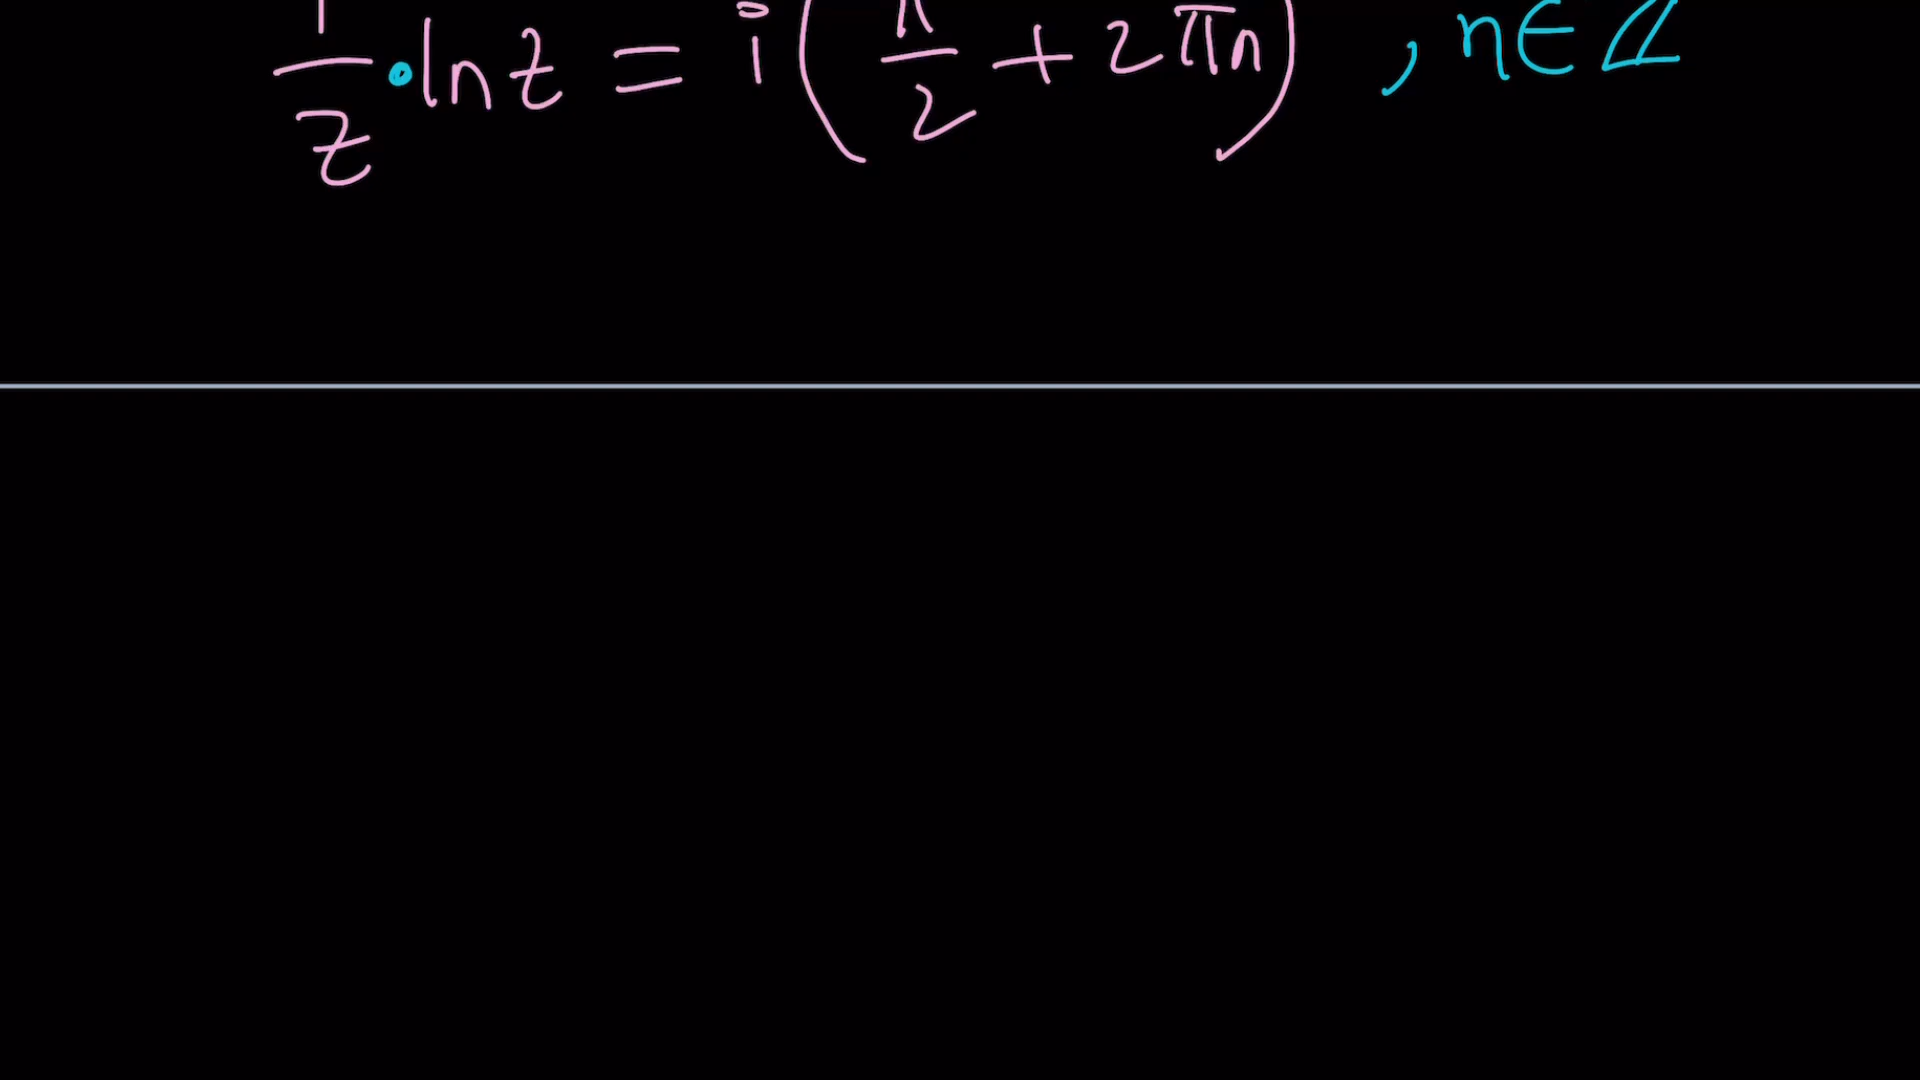 1/z • ln z = i(π/2 + 2πn) , n∈ℤ